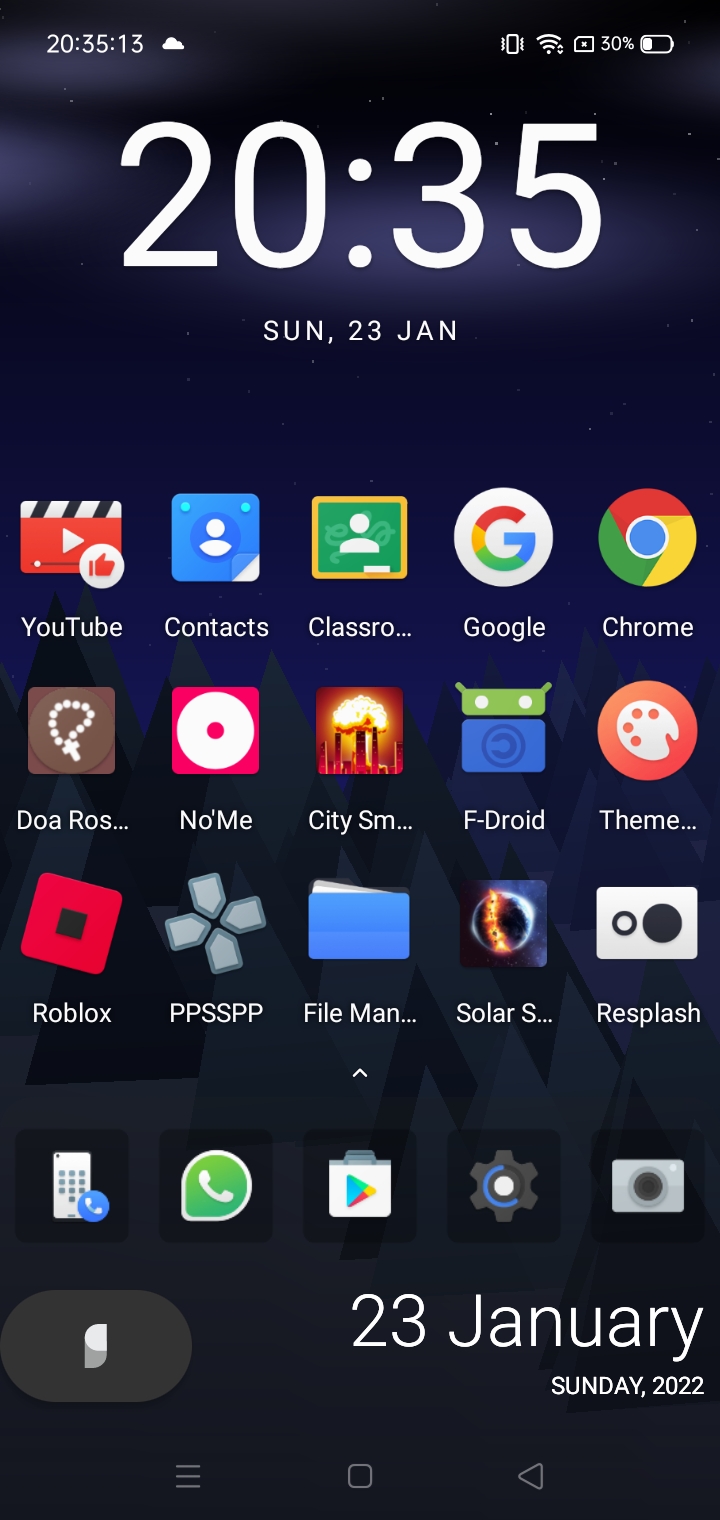 20:35:13 30%
20:35
SUN, 23 JAN
YouTube Contacts Classro... Google Chrome
Doa Ros... No'Me City Sm... F-Droid Theme...
Roblox PPSSPP File Man... Solar S... Resplash
23 January
SUNDAY, 2022